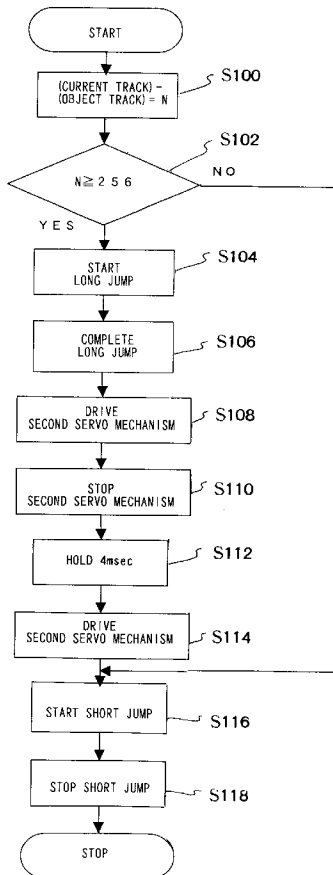 START
(CURRENT TRACK)-
(OBJECT TRACK)= N
S100
S102
N≧256
NO
YES
START
LONG JUMP
S104
COMPLETE
LONG JUMP
S106
DRIVE
SECOND SERVO MECHANISM
S108
STOP
SECOND SERVO MECHANISM
S110
HOLD 4msec
S112
DRIVE
SECOND SERVO MECHANISM
S114
START SHORT JUMP
S116
STOP SHORT JUMP
S118
STOP